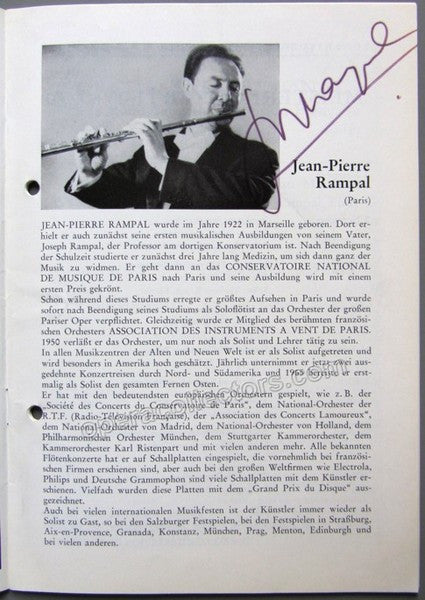 Jean-Pierre
Rampal
(Paris)
JEAN-PIERRE RAMPAL wurde im Jahre 1922 in Marseille geboren. Dort er-
hielt er auch zunächst seine ersten musikalischen Ausbildungen von seinem Vater,
Joseph Rampal, der Professor am dortigen Konservatorium ist. Nach Beendigung
der Schulzeit studierte er zunächst drei Jahre lang Medizin, um sich dann ganz der
Musik zu widmen. Er geht dann an das CONSERVATOIRE NATIONAL
DE MUSIQUE DE PARIS nach Paris und seine Ausbildung wird mit einem
ersten Preis gekrönt.
Schon während dieses Studiums erregte er größtes Aufsehen in Paris und wurde
sofort nach Beendigung seines Studiums als Soloflötist an das Orchester der großen
Pariser Oper verpflichtet. Gleichzeitig wurde er Mitglied des berühmten französi-
schen Orchesters ASSOCIATION DES INSTRUMENTS A VENT DE PARIS.
1950 verläßt er das Orchester, um nur noch als Solist und Lehrer tätig zu sein.
In allen Musikzentren der Alten und Neuen Welt ist er als Solist aufgetreten und
wird besonders in Amerika hoch geschätzt. Jährlich unternimmt er jetzt zwei aus-
gedehnte Konzertreisen durch Nord- und Südamerika und 1965 bereiste er erst-
malig als Solist den gesamten Fernen Osten.
Er hat mit den bedeutendsten europäischen Orchestern gespielt, wie z. B. der
„Société des Concerts du Conservatoire de Paris", dem National-Orchester der
R.T.F. (Radio-Télévision Française), der „Association des Concerts Lamoureux",
dem National-Orchester von Madrid, dem National-Orchester von Holland, dem
Philharmonischen Orchester München, dem Stuttgarter Kammerorchester, dem
Kammerorchester Karl Ristenpart und mit vielen anderen mehr. Alle bekannten
Flötenkonzerte hat er auf Schallplatten eingespielt, die vornehmlich bei französi-
schen Firmen erschienen sind, aber auch bei den großen Weltfirmen wie Electrola,
Philips und Deutsche Grammophon sind viele Schallplatten mit dem Künstler er-
schienen. Vielfach wurden diese Platten mit dem „Grand Prix du Disque" aus-
gezeichnet.
Auch bei vielen internationalen Musikfesten ist der Künstler immer wieder als
Solist zu Gast, so bei den Salzburger Festspielen, bei den Festspielen in Straßburg,
Aix-en-Provence, Granada, Konstanz, München, Prag, Menton, Edinburgh und
bei vielen anderen.